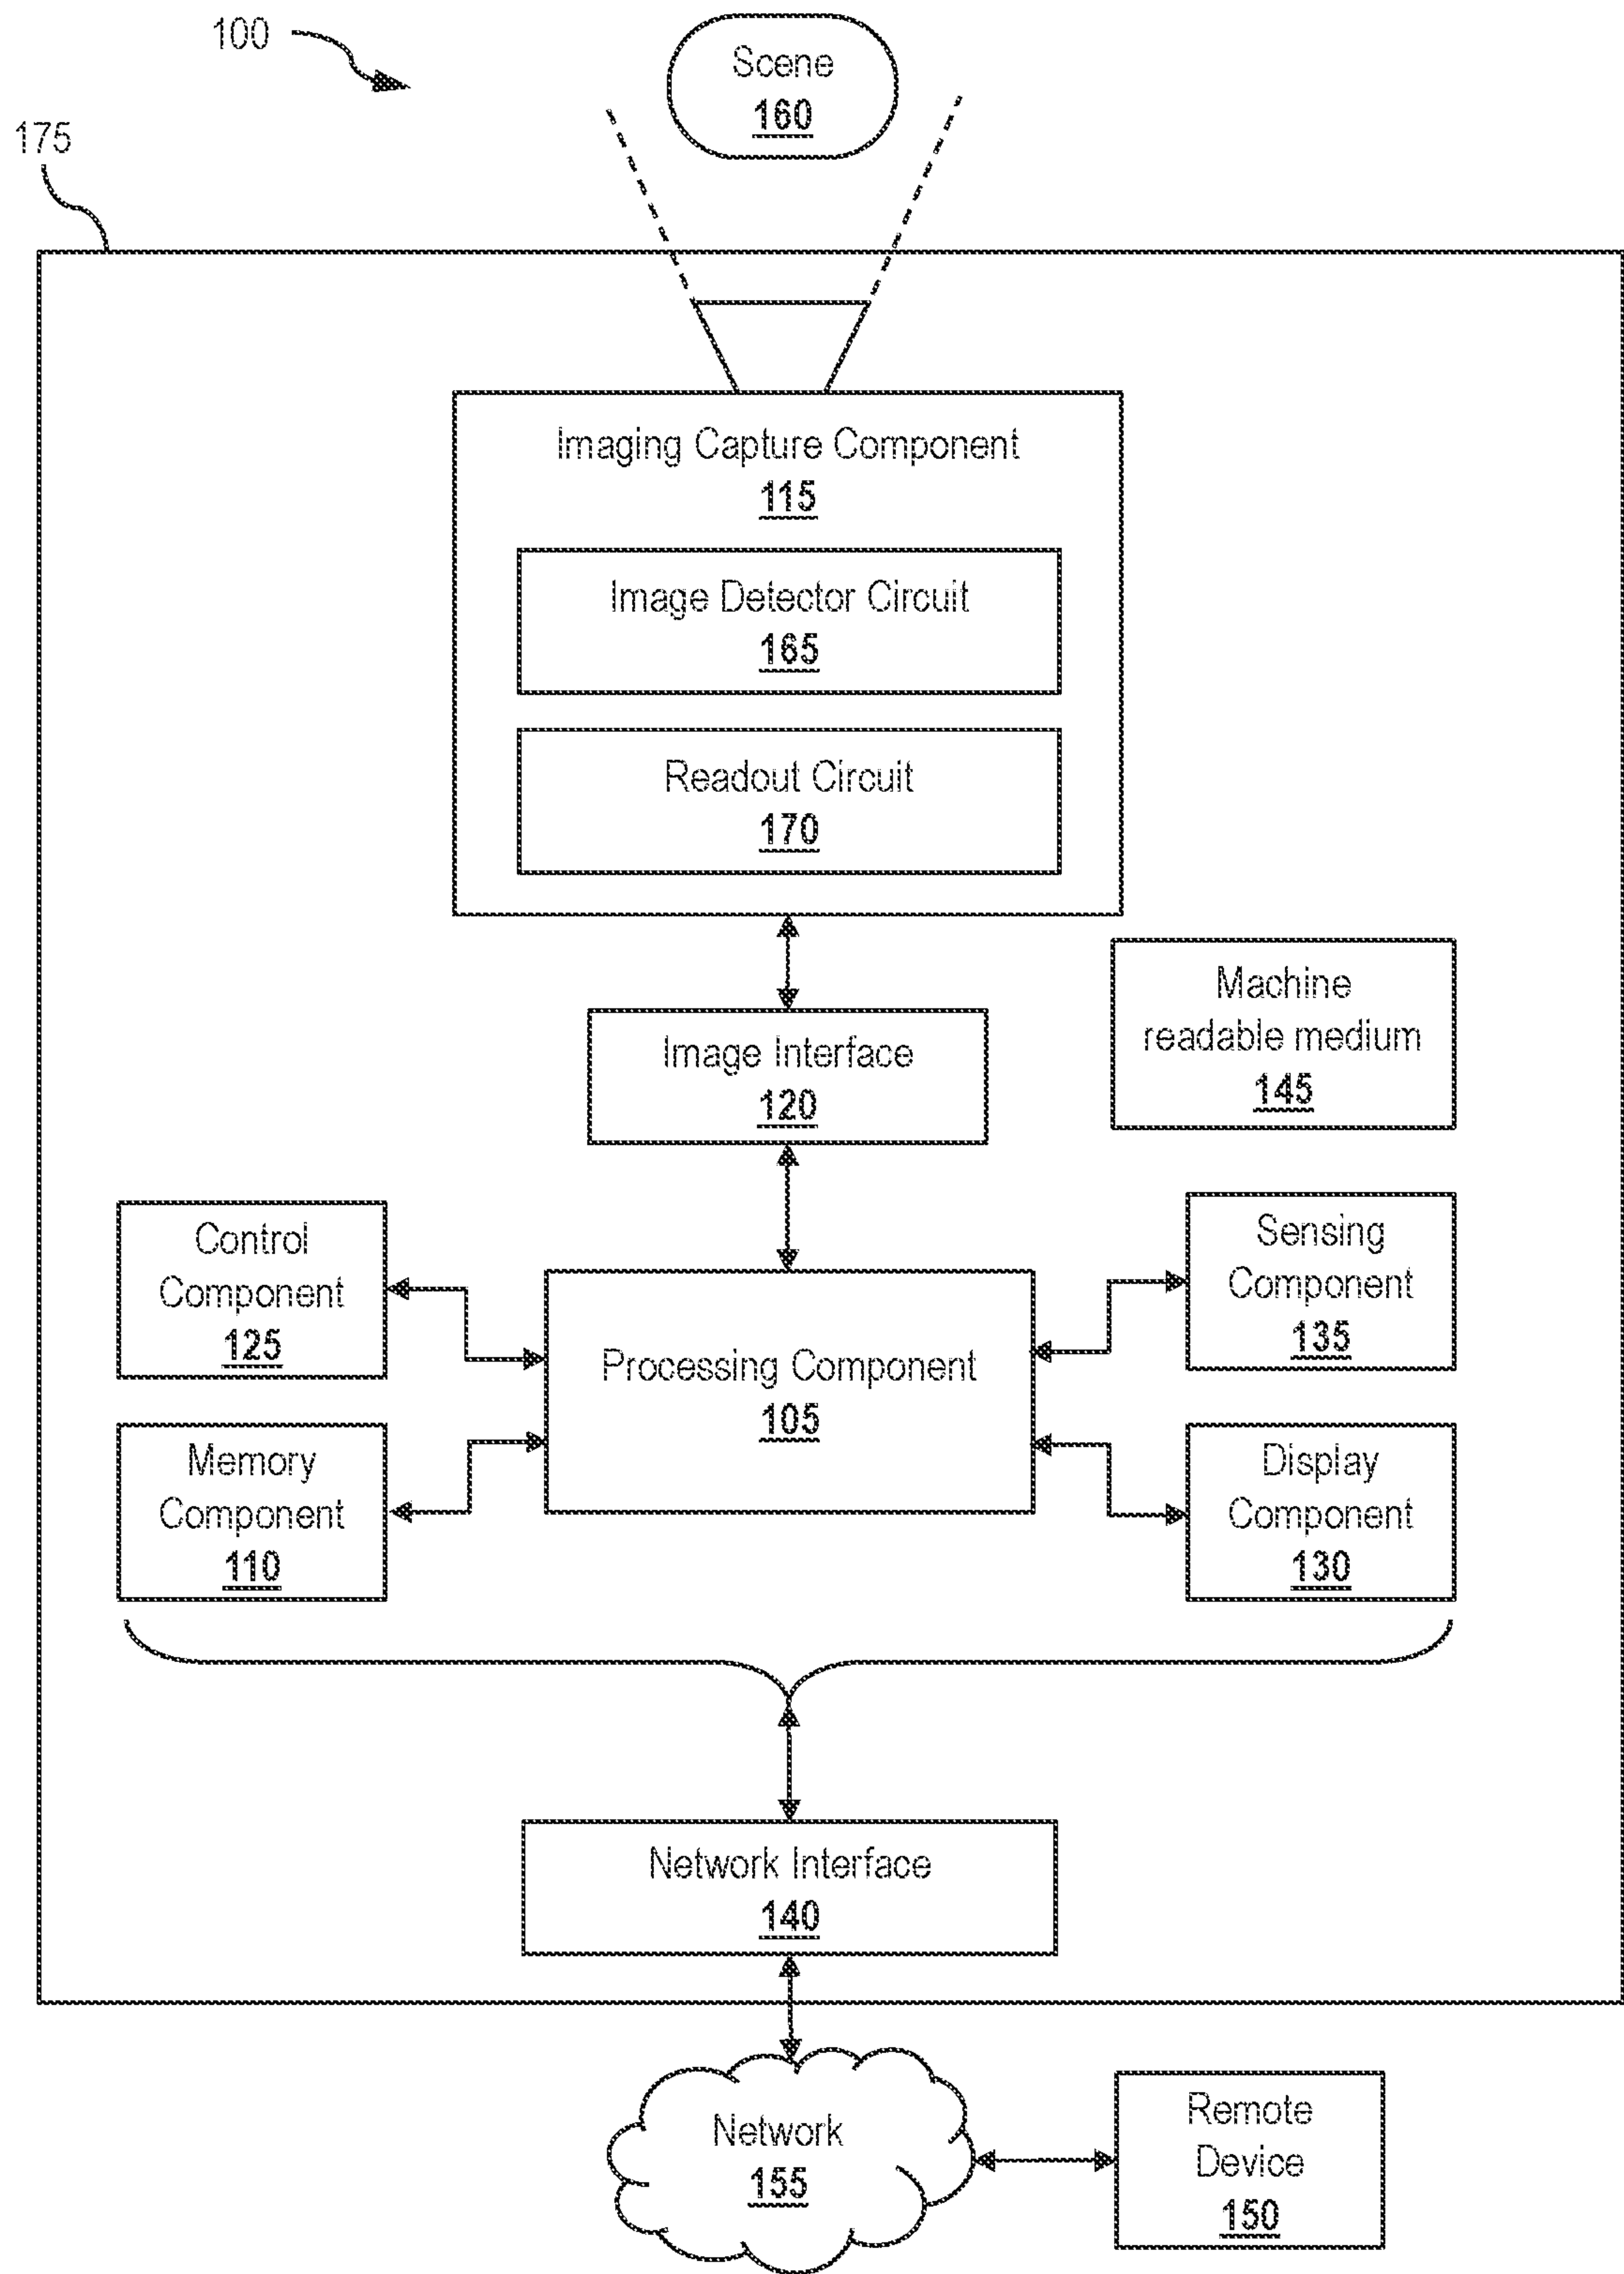 100
Scene
160
175
Imaging Capture Component
115
Image Detector Circuit
165
Readout Circuit
170
Machine
readable medium
145
Image Interface
120
Control
Component
125
Sensing
Component
135
Processing Component
105
Memory
Component
110
Display
Component
130
Network Interface
140
Network
155
Remote
Device
150